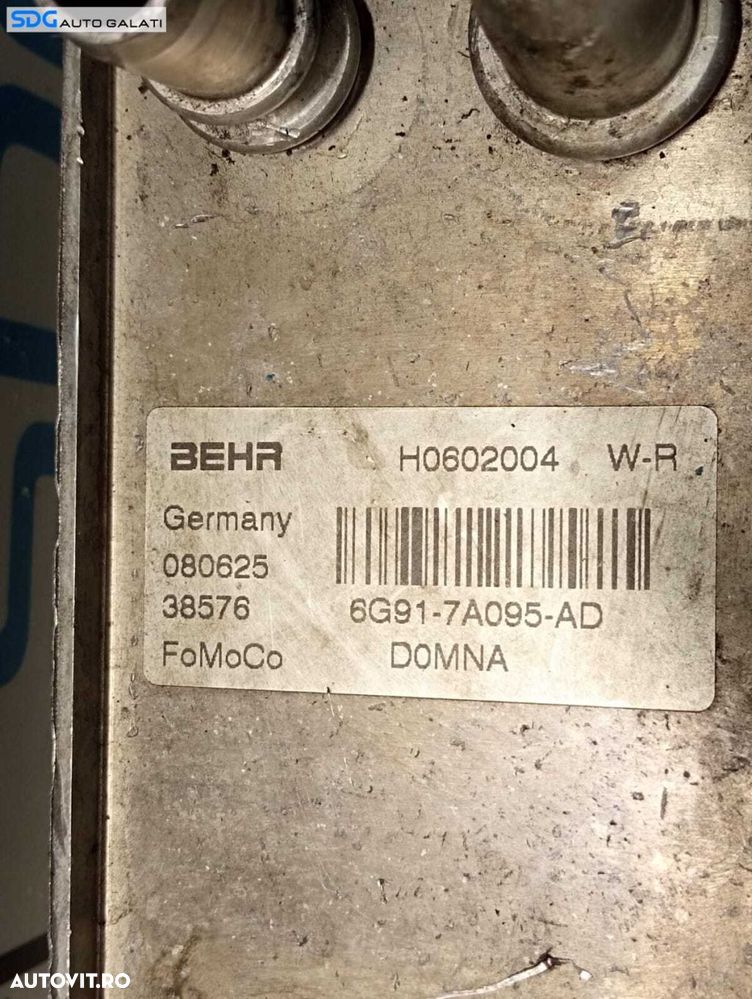 SDG AUTO GALATI
BEHR H0602004 W-R
Germany
080625
38576 6G91-7A095-AD
FoMoCo D0MNA
AUTOVIT.RO